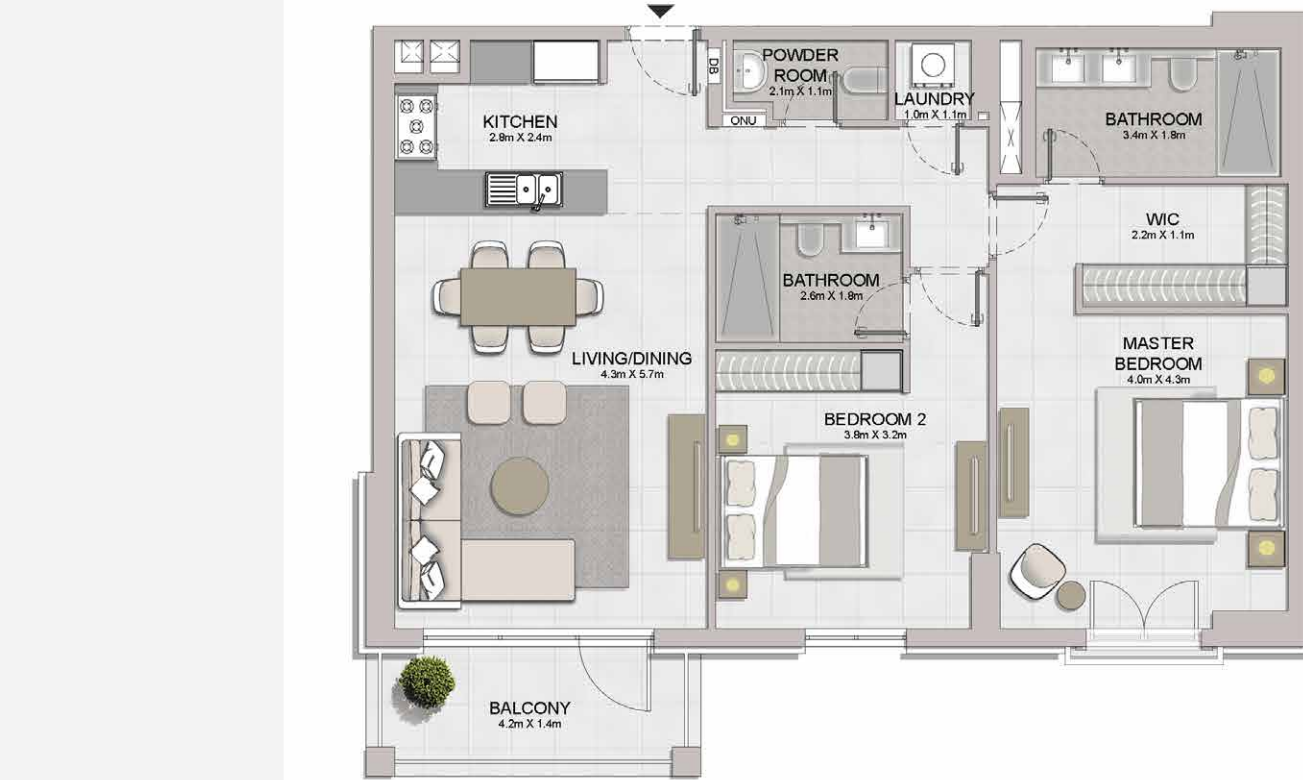 POWDER
ROOM
2.1m X 1.1m
DB
LAUNDRY
1.0m X 1.1m
ONU
KITCHEN
2.8m X 2.4m
BATHROOM
3.4m X 1.8m
WIC
2.2m X 1.1m
BATHROOM
2.6m X 1.8m
LIVING/DINING
4.3m X 5.7m
MASTER
BEDROOM
4.0m X 4.3m
BEDROOM 2
3.8m X 3.2m
BALCONY
4.2m X 1.4m